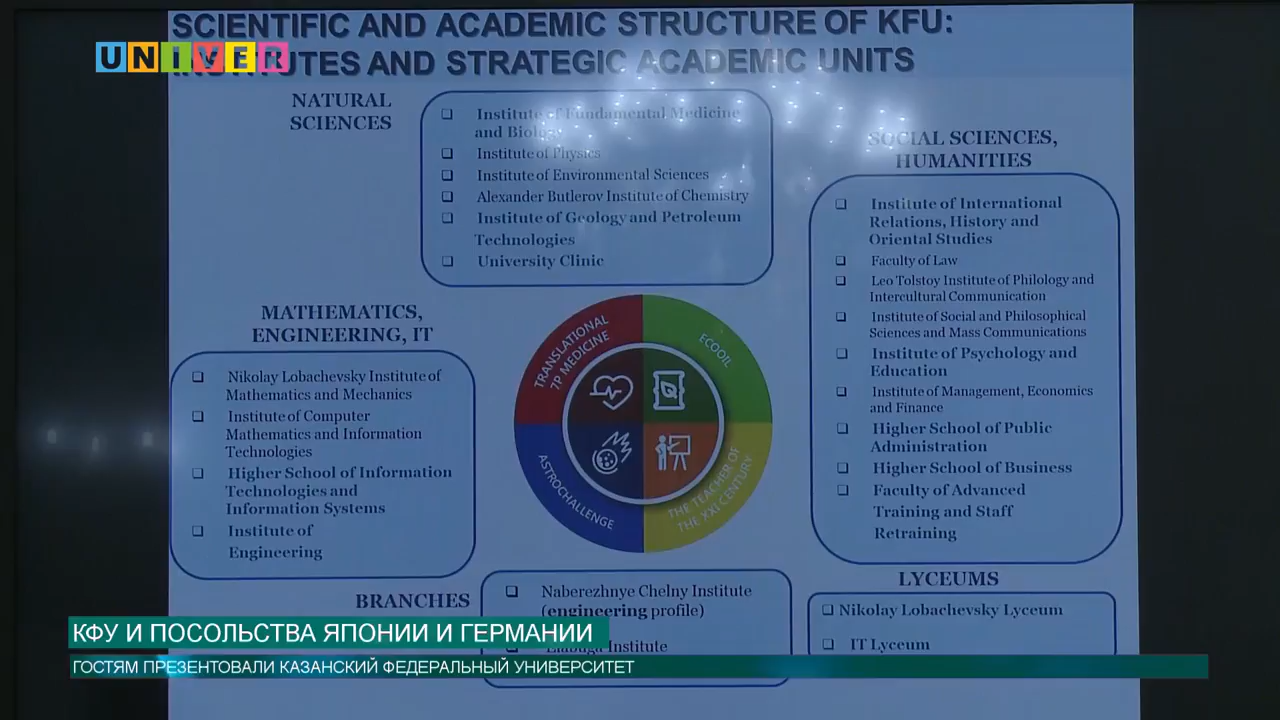 SCIENTIFIC AND ACADEMIC STRUCTURE OF KFU:
UNIVER
TES AND STRATEGIC ACADEMIC UNITS
NATURAL
SCIENCES
❑ Institute of Fundamental Medicine
and Biology
❑ Institute of Physics
❑ Institute of Environmental Sciences
❑ Alexander Butlerov Institute of Chemistry
❑ Institute of Geology and Petroleum
Technologies
❑ University Clinic
SOCIAL SCIENCES,
HUMANITIES
❑ Institute of International
Relations, History and
Oriental Studies
❑ Faculty of Law
❑ Leo Tolstoy Institute of Philology and
Intercultural Communication
❑ Institute of Social and Philosophical
Sciences and Mass Communications
❑ Institute of Psychology and
Education
❑ Institute of Management, Economics
and Finance
❑ Higher School of Public
Administration
❑ Higher School of Business
❑ Faculty of Advanced
Training and Staff
Retraining
MATHEMATICS,
ENGINEERING, IT
❑ Nikolay Lobachevsky Institute of
Mathematics and Mechanics
❑ Institute of Computer
Mathematics and Information
Technologies
❑ Higher School of Information
Technologies and
Information Systems
❑ Institute of
Engineering
TRANSLATIONAL
7P MEDICINE
ECOOIL
ASTROCHALLENGE
THE TEACHER OF
THE XXI CENTURY
BRANCHES
❑ Naberezhnye Chelny Institute
(engineering profile)
❑ Elabuga Institute
LYCEUMS
❑ Nikolay Lobachevsky Lyceum
❑ IT Lyceum
КФУ И ПОСОЛЬСТВА ЯПОНИИ И ГЕРМАНИИ
ГОСТЯМ ПРЕЗЕНТОВАЛИ КАЗАНСКИЙ ФЕДЕРАЛЬНЫЙ УНИВЕРСИТЕТ